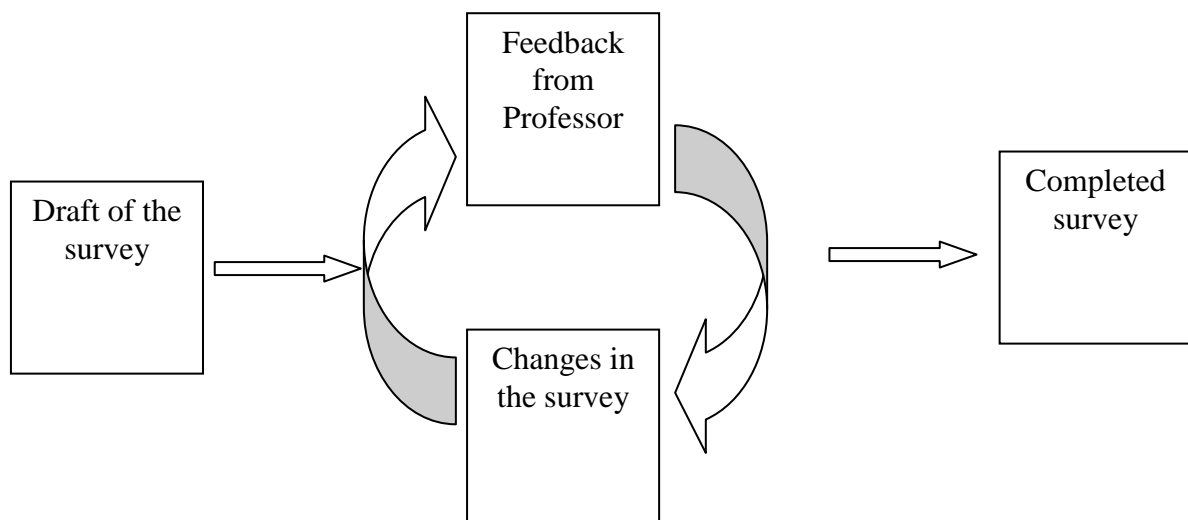 Draft of the
survey
Feedback
from
Professor
Changes in
the survey
Completed
survey